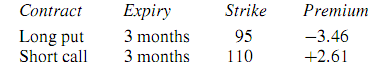 Contract Expiry Strike Premium
Long put 3 months 95 −3.46
Short call 3 months 110 +2.61